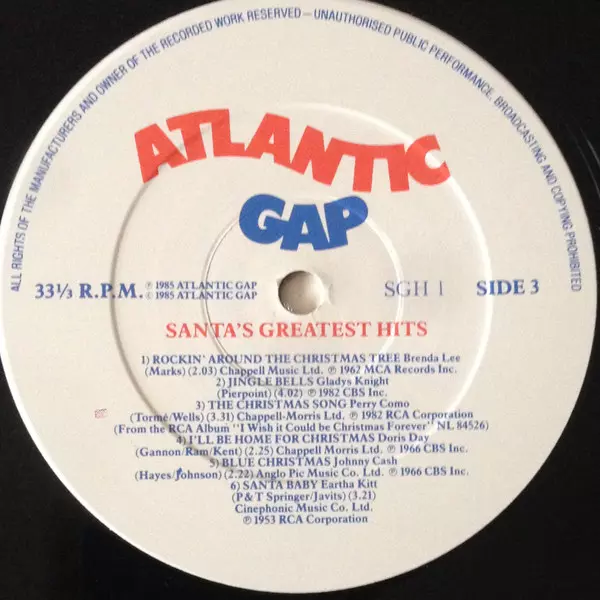 ALL RIGHTS OF THE MANUFACTURERS AND OWNER OF THE RECORDED WORK RESERVED — UNAUTHORISED PUBLIC PERFORMANCE, BROADCASTING AND COPYING PROHIBITED
ATLANTIC
GAP
33⅓ R.P.M.
℗ 1985 ATLANTIC GAP
© 1985 ATLANTIC GAP
SGH 1
SIDE 3
SANTA'S GREATEST HITS
1) ROCKIN' AROUND THE CHRISTMAS TREE Brenda Lee
(Marks) (2.03) Chappell Music Ltd. ℗ 1962 MCA Records Inc.
2) JINGLE BELLS Gladys Knight
(Pierpoint) (4.02) ℗ 1982 CBS Inc.
3) THE CHRISTMAS SONG Perry Como
(Tormé/Wells) (3.31) Chappell-Morris Ltd. ℗ 1982 RCA Corporation
(From the RCA Album "I Wish it Could be Christmas Forever" NL 84526)
4) I'LL BE HOME FOR CHRISTMAS Doris Day
(Gannon/Ram/Kent) (2.25) Chappell Morris Ltd. ℗ 1966 CBS Inc.
5) BLUE CHRISTMAS Johnny Cash
(Hayes/Johnson) (2.22) Anglo Pic Music Co. Ltd. ℗ 1966 CBS Inc.
6) SANTA BABY Eartha Kitt
(P & T Springer/Javits) (3.21)
Cinephonic Music Co. Ltd.
℗ 1953 RCA Corporation